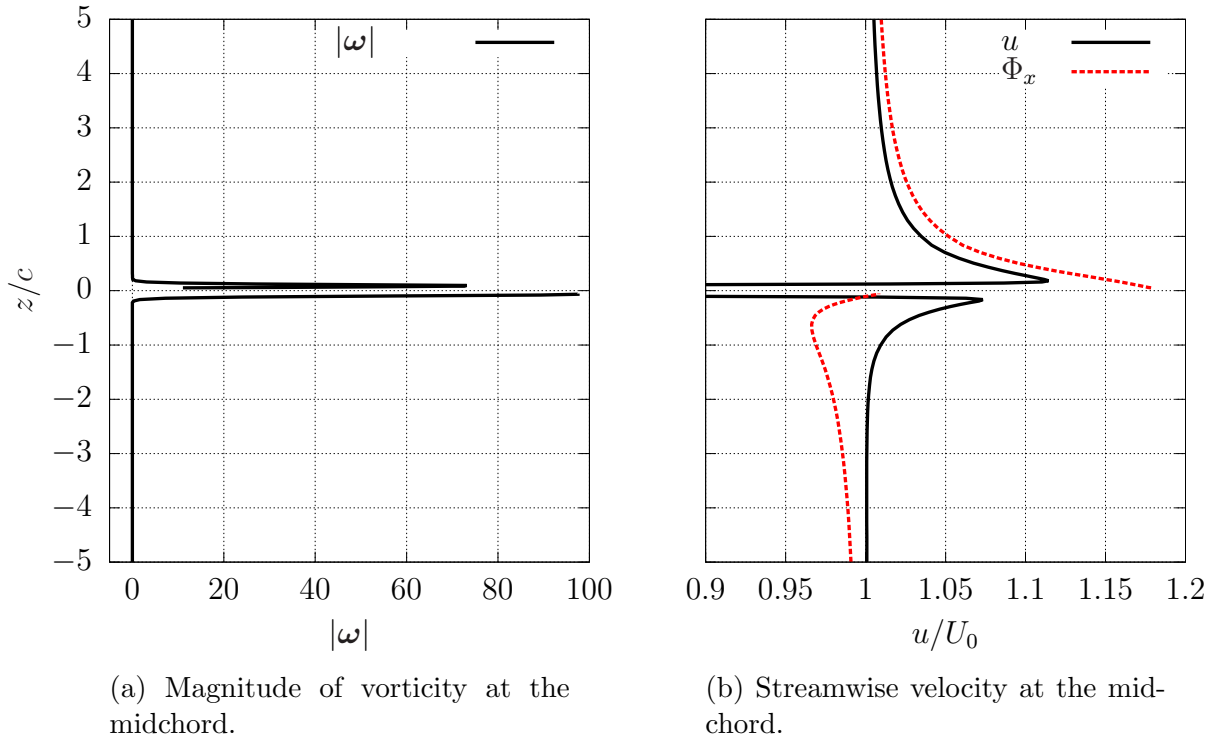 5
4
3
2
1
0
−1
−2
−3
−4
−5
z/c
0
20
40
60
80
100
|ω|
|ω|
u
Φx
0.9
0.95
1
1.05
1.1
1.15
1.2
u/U0
(a) Magnitude of vorticity at the
midchord.
(b) Streamwise velocity at the mid-
chord.